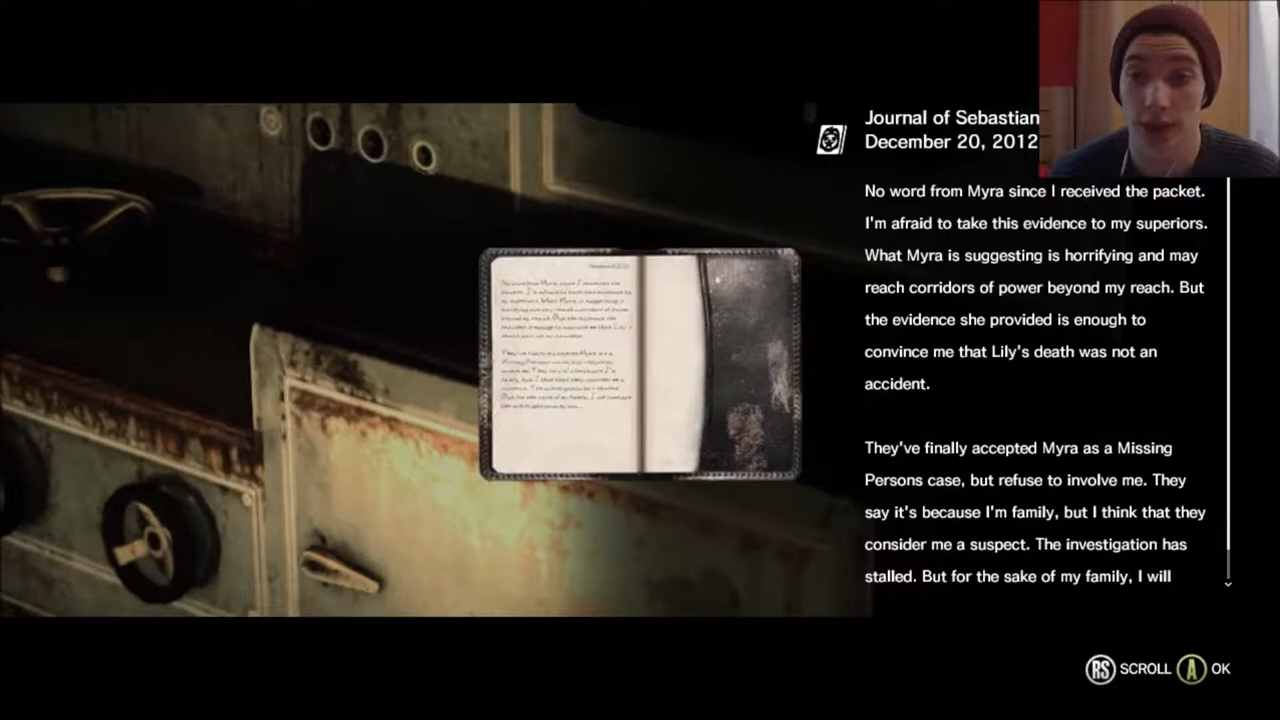 Journal of Sebastian
December 20, 2012
No word from Myra since I received the packet.
I'm afraid to take this evidence to my superiors.
What Myra is suggesting is horrifying and may
reach corridors of power beyond my reach. But
the evidence she provided is enough to
convince me that Lily's death was not an
accident.
They've finally accepted Myra as a Missing
Persons case, but refuse to involve me. They
say it's because I'm family, but I think that they
consider me a suspect. The investigation has
stalled. But for the sake of my family, I will
RS SCROLL A OK